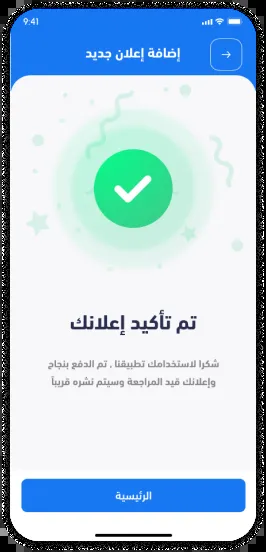 9:41
إضافة إعلان جديد
تم تأكيد إعلانك
شكرا لاستخدامك تطبيقنا , تم الدفع بنجاح
وإعلانك قيد المراجعة وسيتم نشره قريباً
الرئيسية